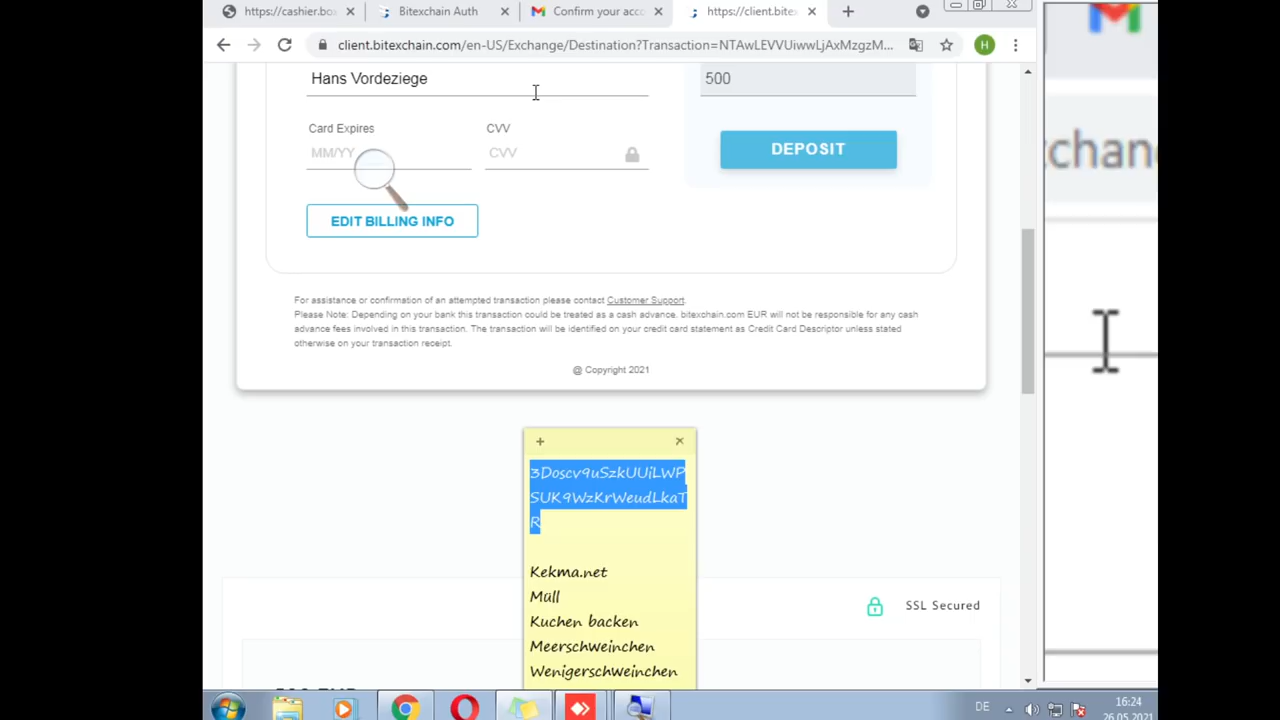 https://cashier.bo
Bitexchain Auth
Confirm your acc
https://client.bitex
client.bitexchain.com/en-US/Exchange/Destination?Transaction=NTAwLEVVUiwwLjAxMzgzM...
H
Hans Vordeziege
500
Card Expires
CVV
MM/YY
CVV
DEPOSIT
EDIT BILLING INFO
For assistance or confirmation of an attempted transaction please contact Customer Support.
Please Note: Depending on your bank this transaction could be treated as a cash advance. bitexchain.com EUR will not be responsible for any cash
advance fees involved in this transaction. The transaction will be identified on your credit card statement as Credit Card Descriptor unless stated
otherwise on your transaction receipt.
@ Copyright 2021
3Doscv9uSzkUUiLWP
SUK9WzKrWeudLkaT
R
Kekma.net
Müll
Kuchen backen
Meerschweinchen
Wenigerschweinchen
SSL Secured
xchan
DE
16:24
26.05.2021